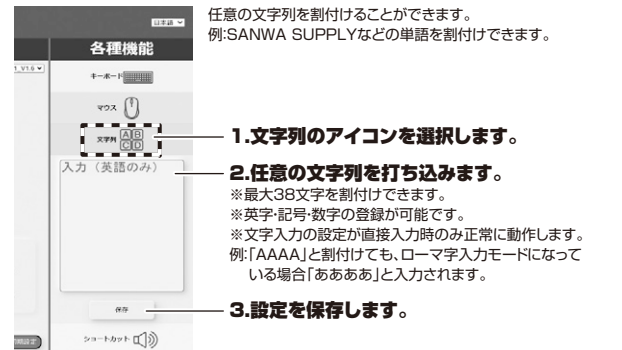 任意の文字列を割付けることができます。
例:SANWA SUPPLYなどの単語を割付けできます。
日本語
各種機能
1_V1.6
キーボード
マウス
文字列 A B C D
1.文字列のアイコンを選択します。
入力（英語のみ）
2.任意の文字列を打ち込みます。
※最大38文字を割付けできます。
※英字・記号・数字の登録が可能です。
※文字入力の設定が直接入力時のみ正常に動作します。
例:「AAAA」と割付けても、ローマ字入力モードになって
いる場合「ああああ」と入力されます。
保存
3.設定を保存します。
ショートカット